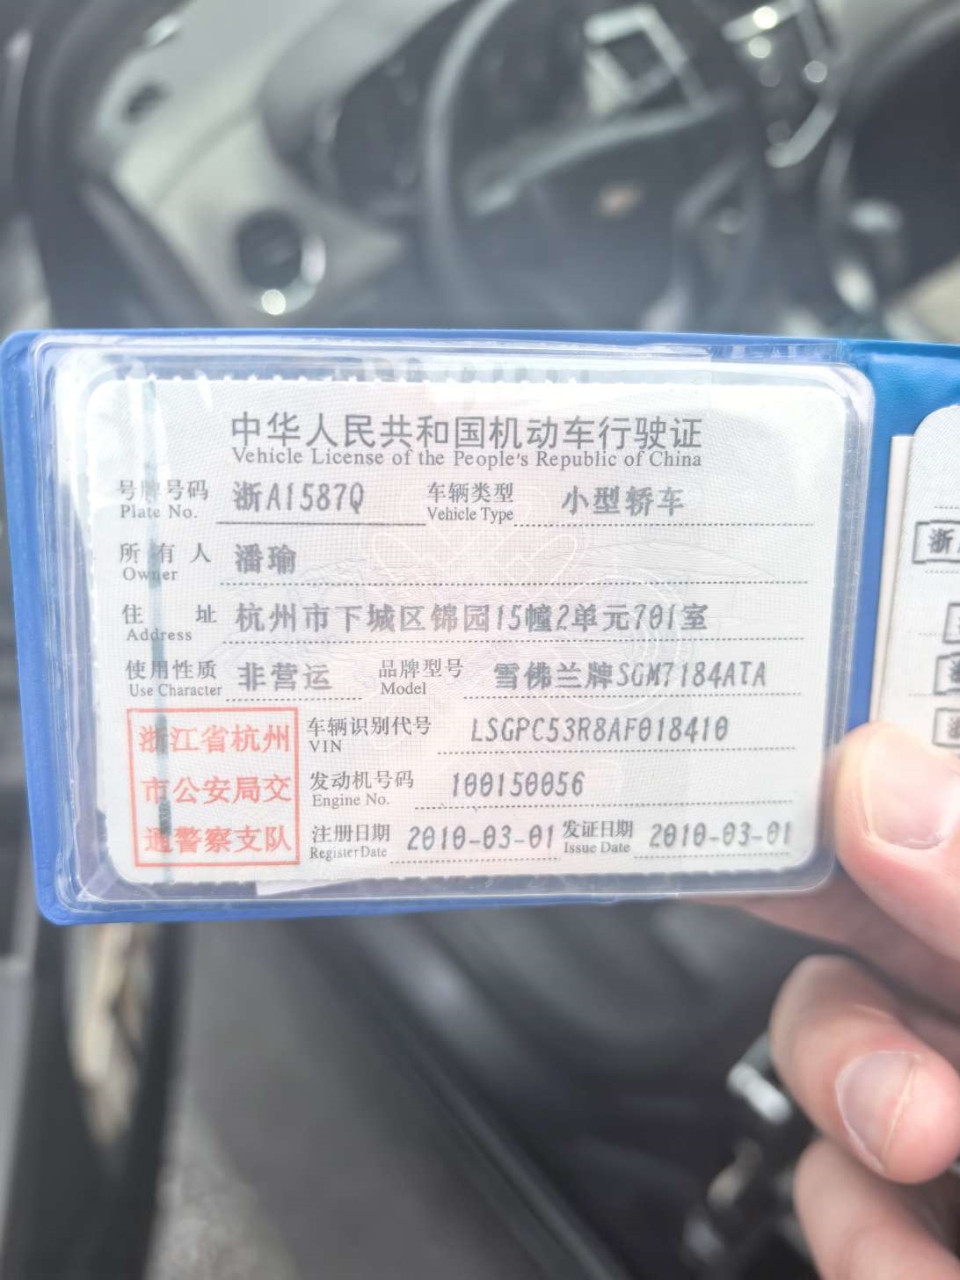 中华人民共和国机动车行驶证
Vehicle License of the People's Republic of China
号牌号码 浙A1587Q 车辆类型 小型轿车
Plate No. Vehicle Type
所有人 潘瑜
Owner
住址 杭州市下城区锦园15幢2单元701室
Address
使用性质 非营运 品牌型号 雪佛兰牌SGM7184ATA
Use Character Model
浙江省杭州
市公安局交
通警察支队
车辆识别代号 LSGPC53R8AF018410
VIN
发动机号码 100150056
Engine No.
注册日期 2010-03-01 发证日期 2010-03-01
Register Date Issue Date
浙